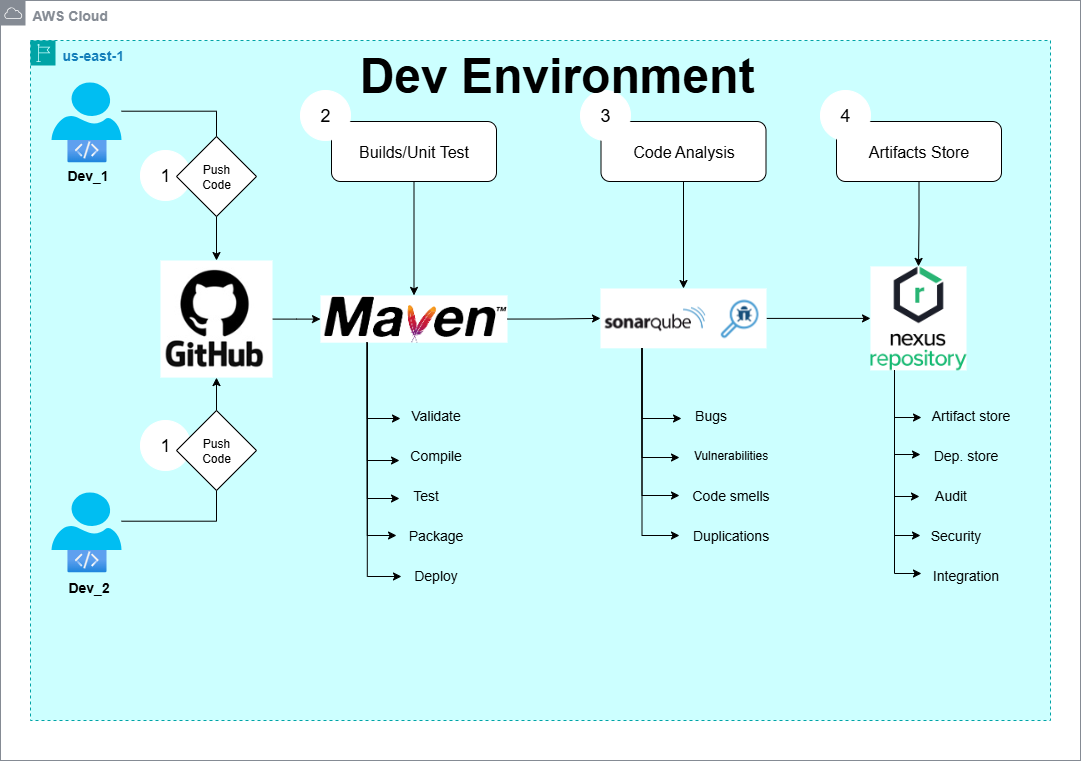 AWS Cloud
us-east-1
Dev Environment
Dev_1
1
Push
Code
2
Builds/Unit Test
3
Code Analysis
4
Artifacts Store
GitHub
Maven™
sonarqube
r
nexus
repository
1
Push
Code
Dev_2
Validate
Compile
Test
Package
Deploy
Bugs
Vulnerabilities
Code smells
Duplications
Artifact store
Dep. store
Audit
Security
Integration